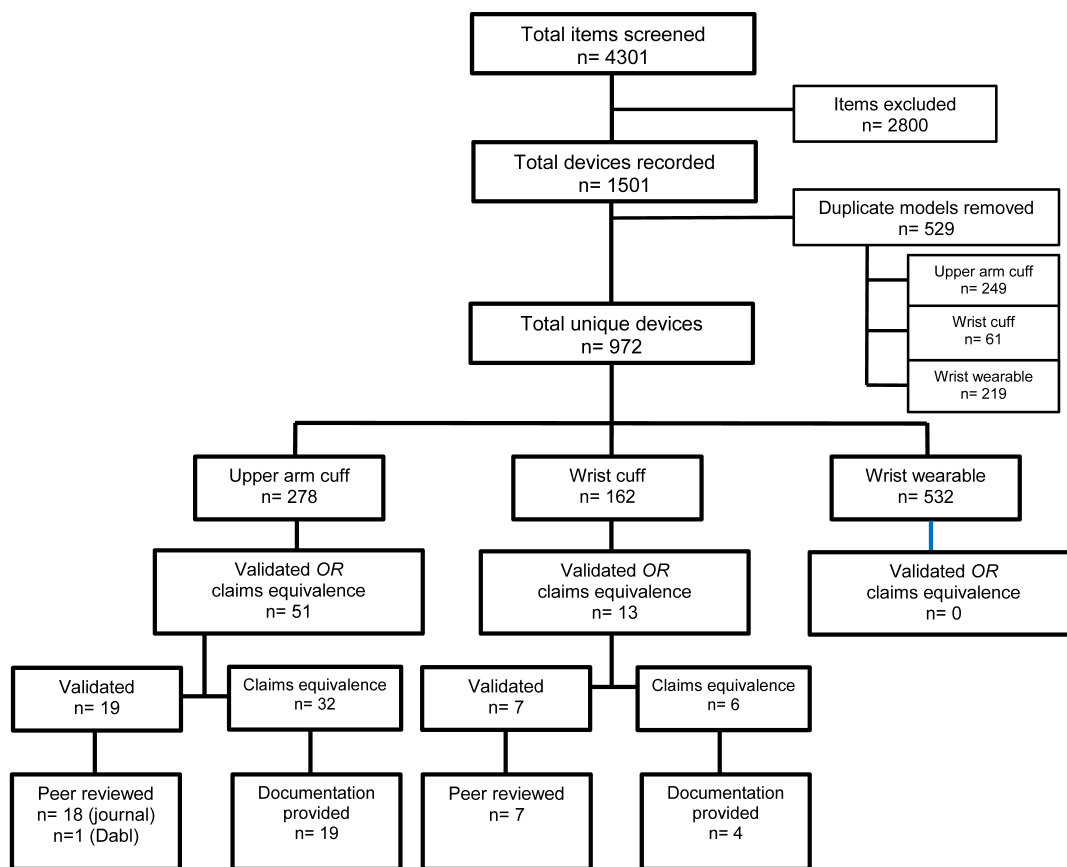 Total items screened
n= 4301
Items excluded
n= 2800
Total devices recorded
n= 1501
Duplicate models removed
n= 529
Upper arm cuff
n= 249
Wrist cuff
n= 61
Wrist wearable
n= 219
Total unique devices
n= 972
Upper arm cuff
n= 278
Wrist cuff
n= 162
Wrist wearable
n= 532
Validated OR
claims equivalence
n= 51
Validated OR
claims equivalence
n= 13
Validated OR
claims equivalence
n= 0
Validated
n= 19
Claims equivalence
n= 32
Validated
n= 7
Claims equivalence
n= 6
Peer reviewed
n= 18 (journal)
n=1 (Dabl)
Documentation
provided
n= 19
Peer reviewed
n= 7
Documentation
provided
n= 4